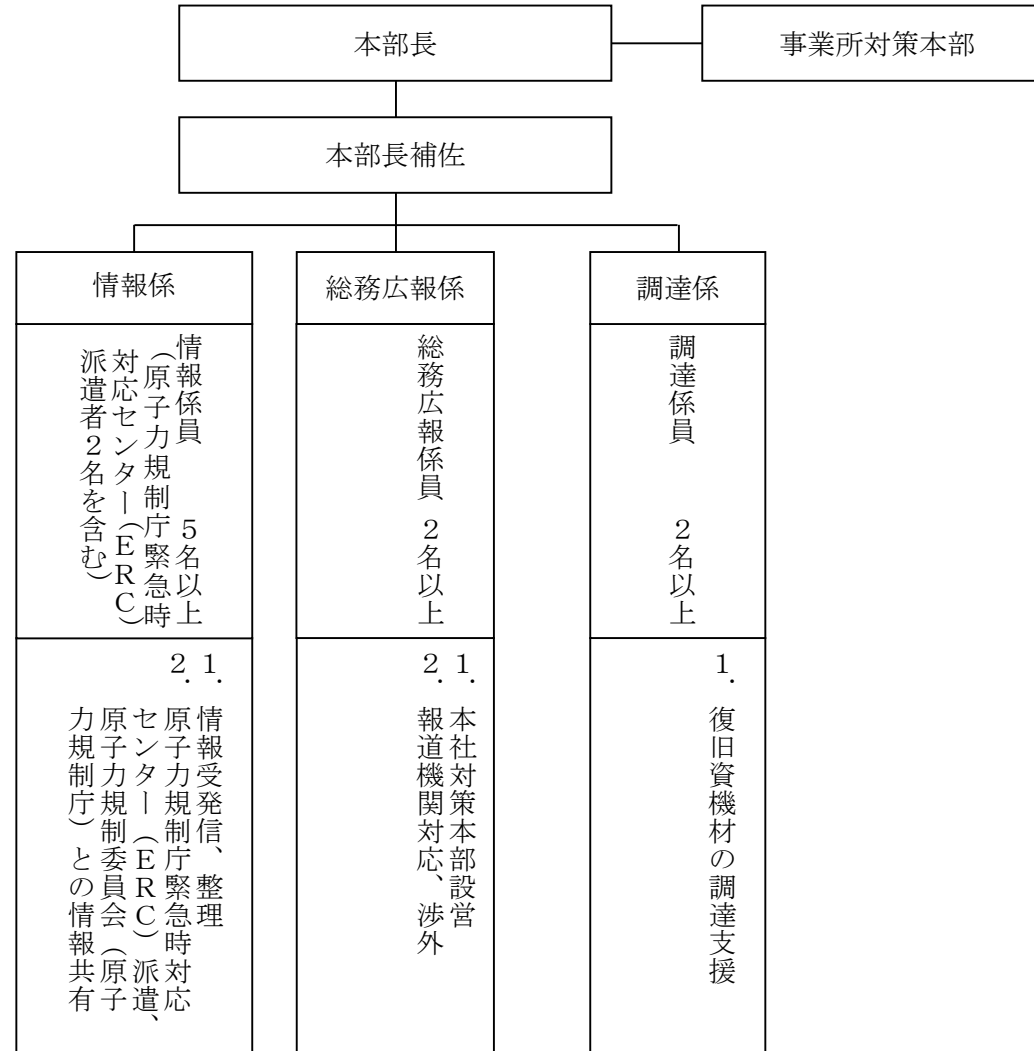 本部長
事業所対策本部
本部長補佐
情報係
総務広報係
調達係
情報係員　５名以上
（原子力規制庁緊急時
対応センター（ＥＲＣ）
派遣者２名を含む）
総務広報係員　２名以上
調達係員　２名以上
１．情報受発信、整理
２．原子力規制庁緊急時対応
センター（ＥＲＣ）派遣、
原子力規制委員会（原子
力規制庁）との情報共有
１．本社対策本部設営
２．報道機関対応、渉外
１．復旧資機材の調達支援